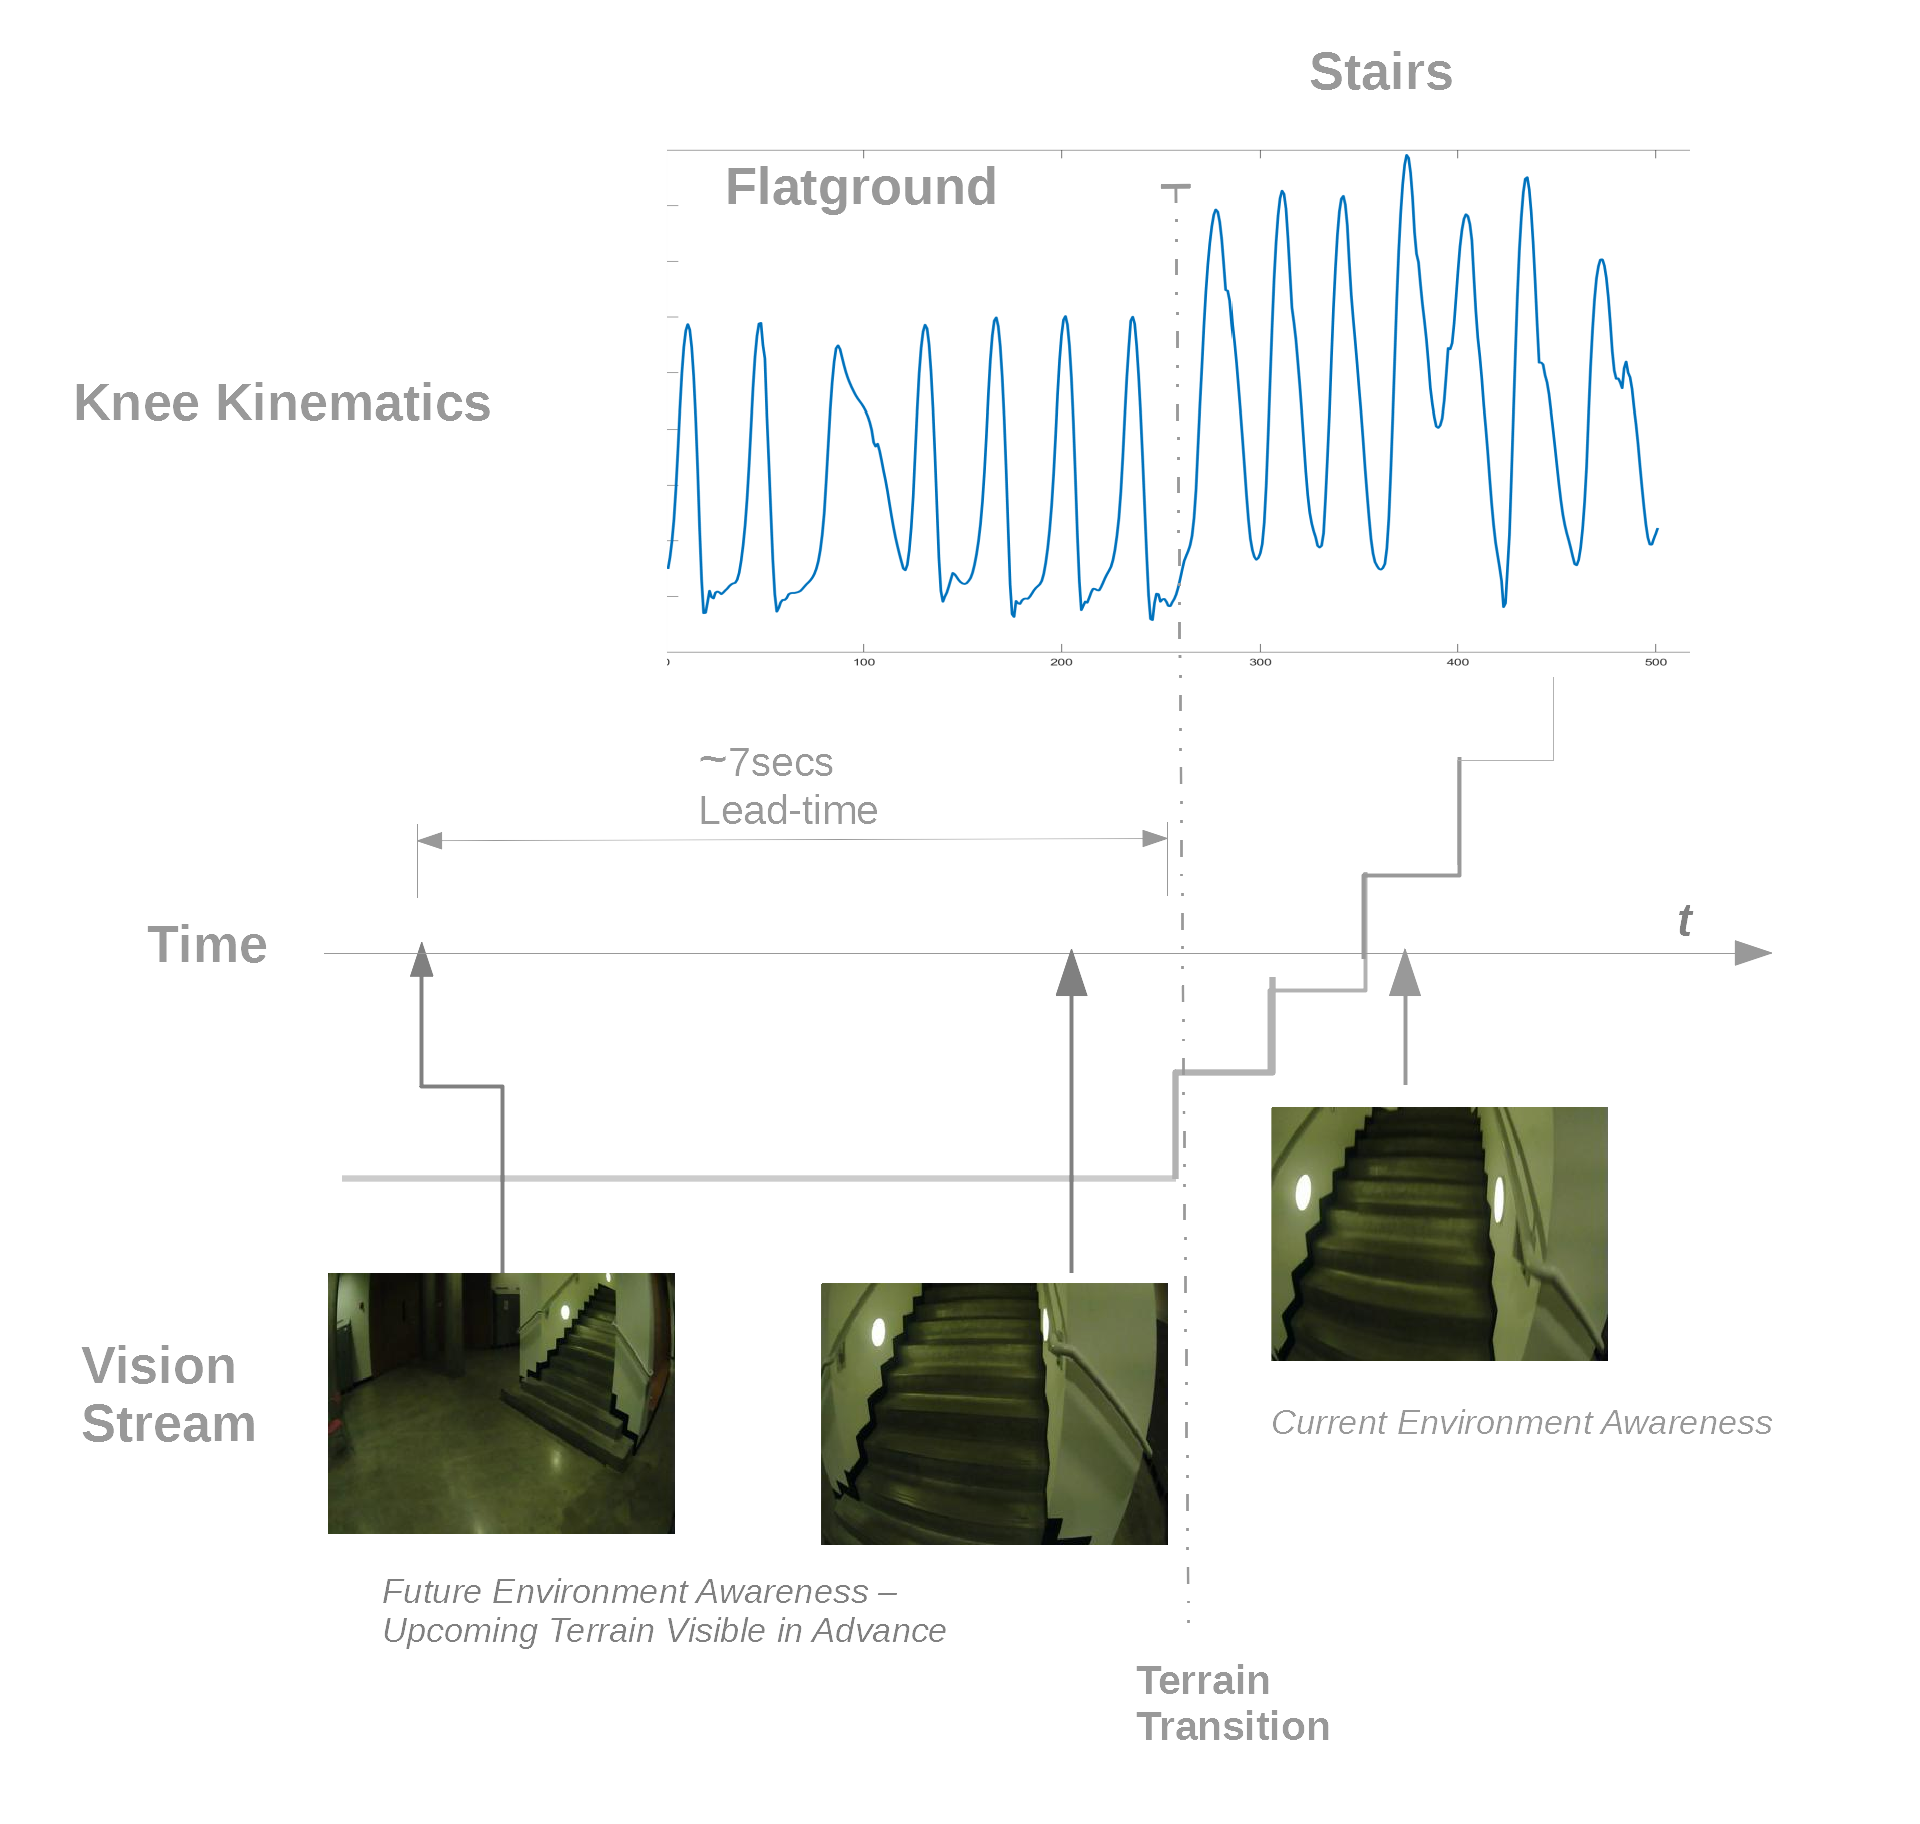 Stairs
Flatground
Knee Kinematics
100
200
300
400
500
~7secs
Lead-time
Time
t
Vision
Stream
Current Environment Awareness
Future Environment Awareness –
Upcoming Terrain Visible in Advance
Terrain
Transition